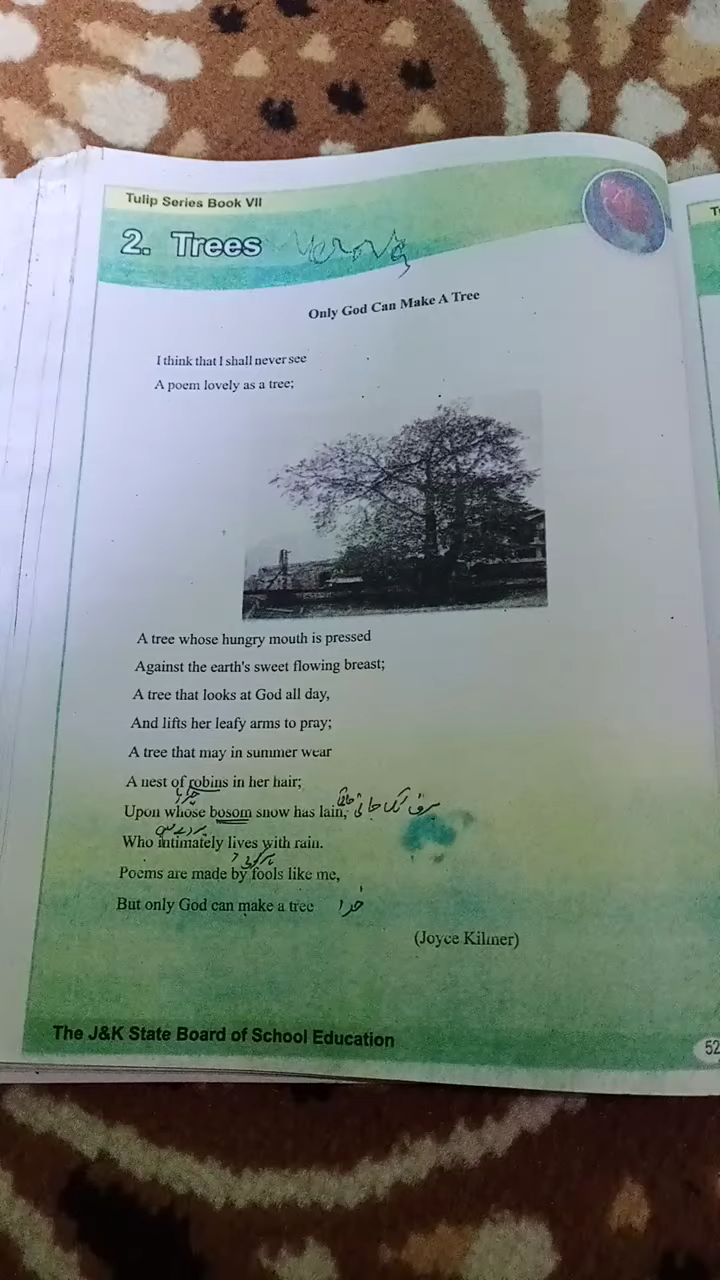 Tulip Series Book VII
2. Trees
Only God Can Make A Tree
I think that I shall never see
A poem lovely as a tree;
A tree whose hungry mouth is pressed
Against the earth's sweet flowing breast;
A tree that looks at God all day,
And lifts her leafy arms to pray;
A tree that may in summer wear
A nest of robins in her hair;
Upon whose bosom snow has lain,
Who intimately lives with rain.
Poems are made by fools like me,
But only God can make a tree خدا
(Joyce Kilmer)
The J&K State Board of School Education
52